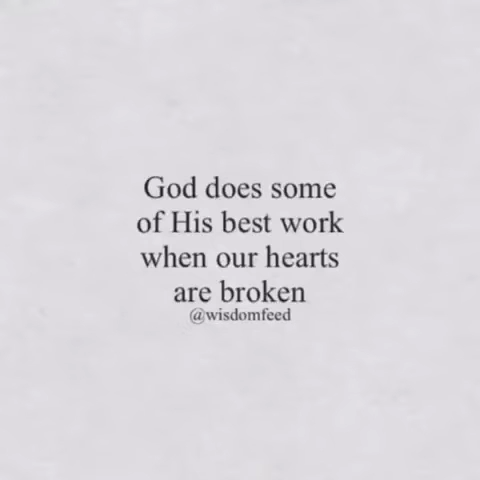 God does some
of His best work
when our hearts
are broken
@wisdomfeed